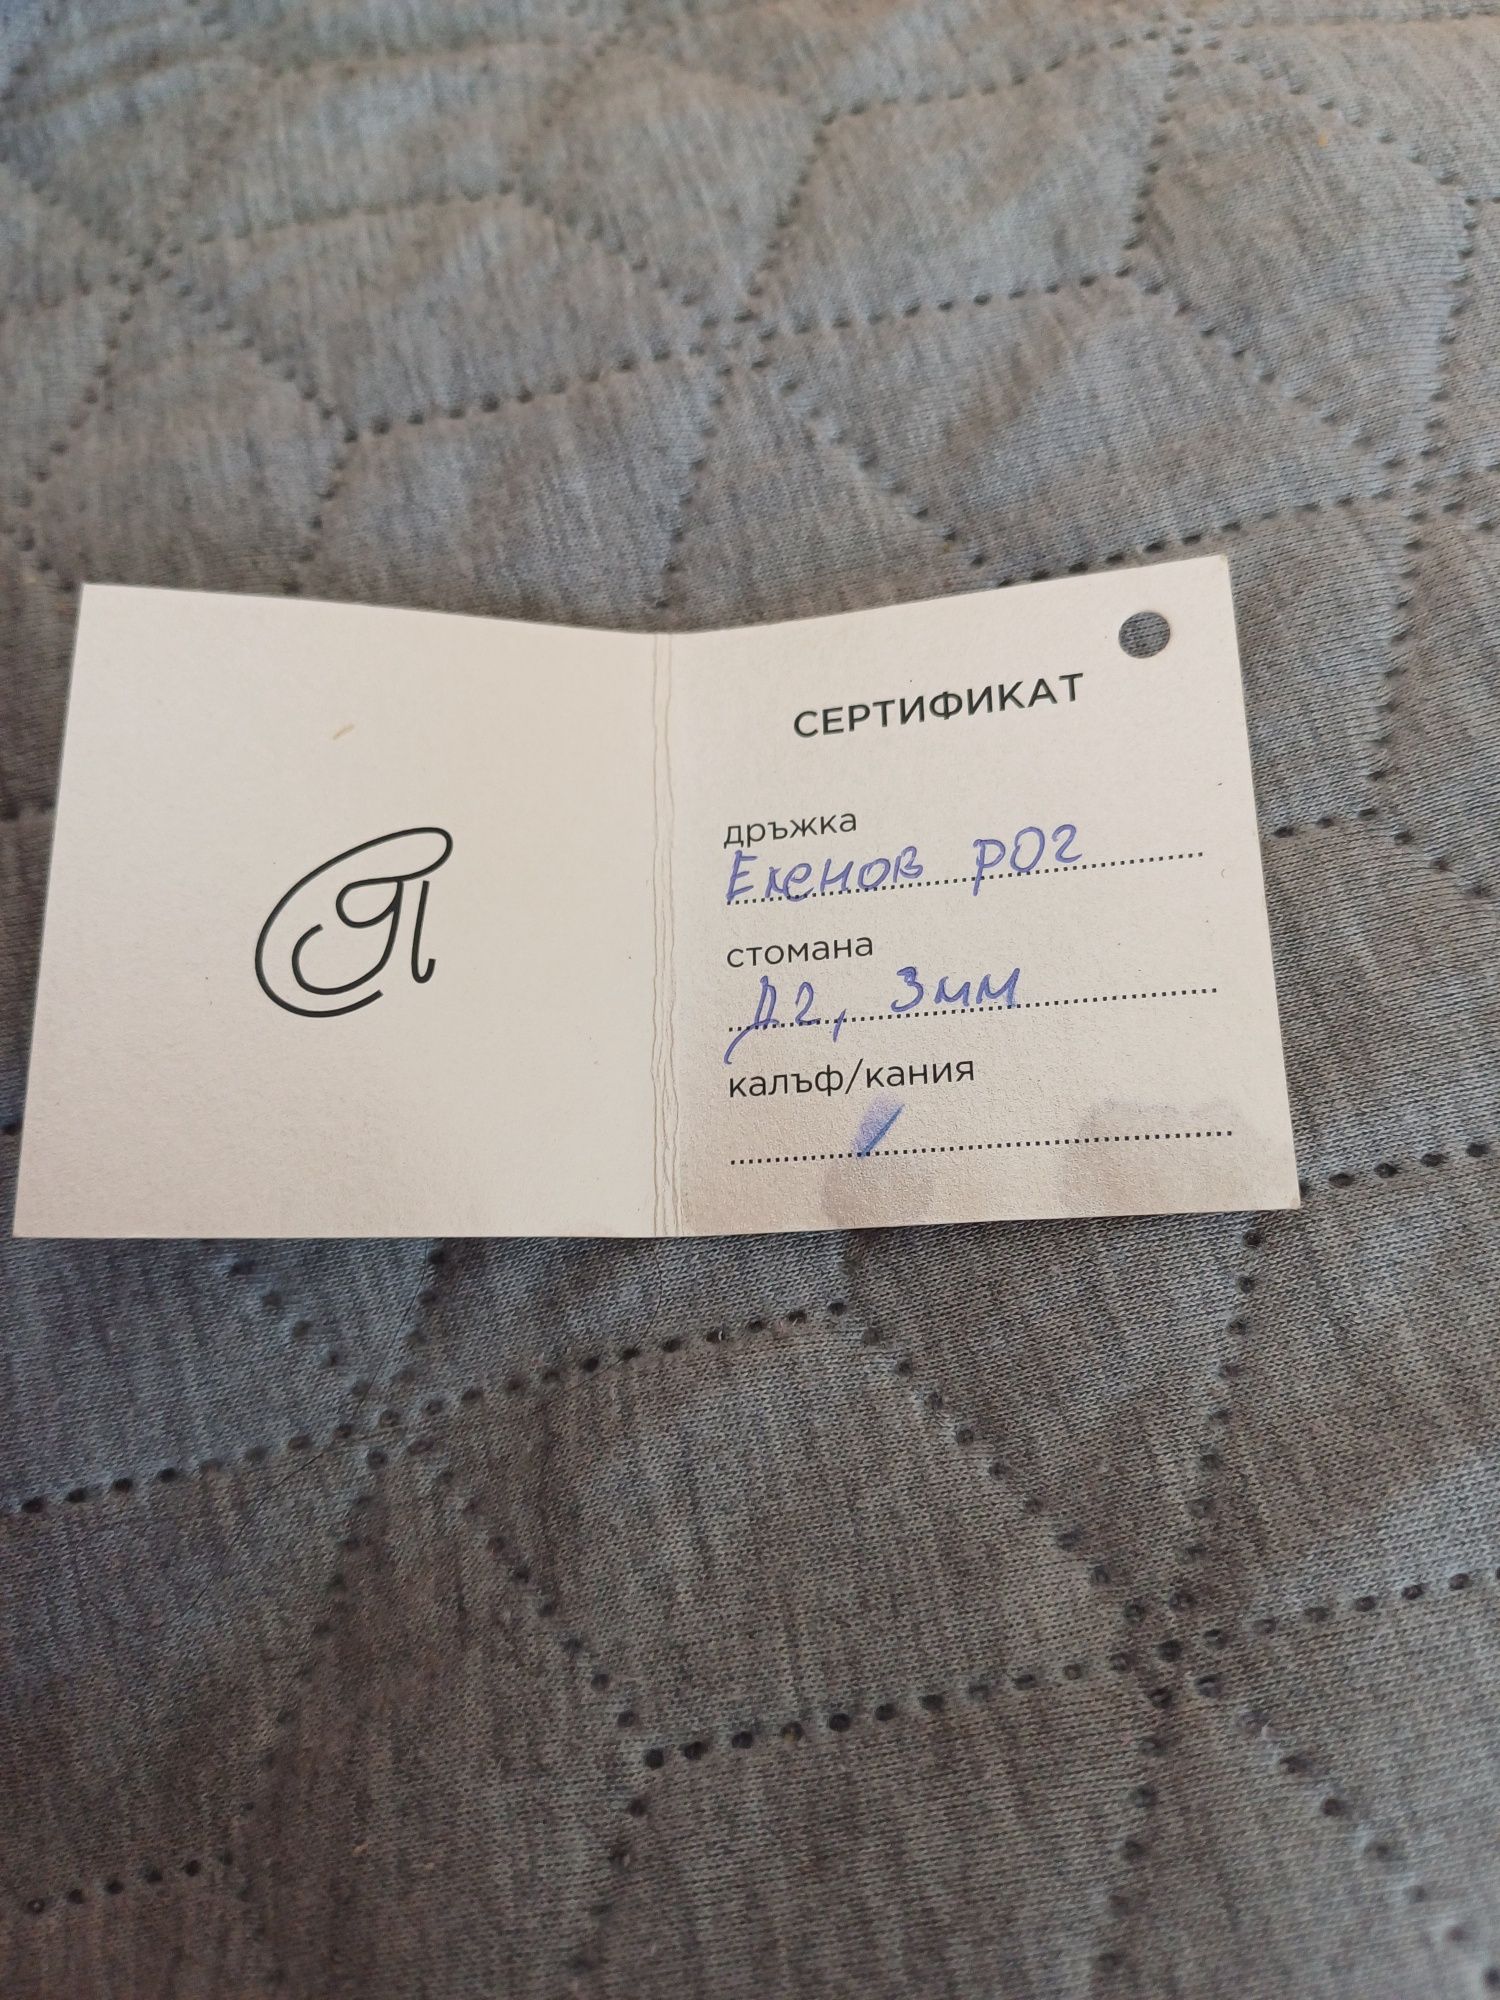 СЕРТИФИКАТ
дръжка
Еленов рог
стомана
Д2, 3мм
калъф/кания
/